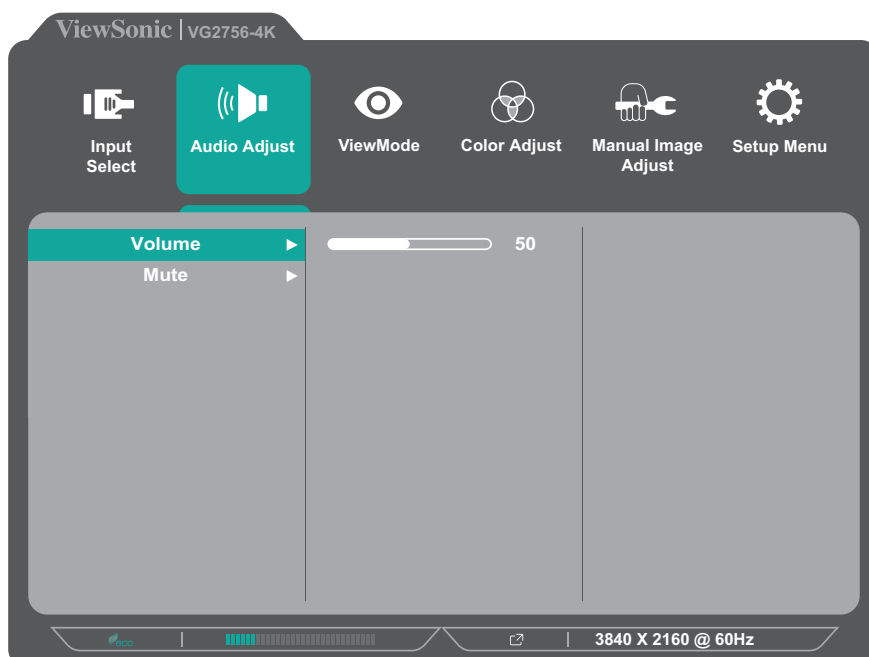 ViewSonic | VG2756-4K
Input Select
Audio Adjust
ViewMode
Color Adjust
Manual Image Adjust
Setup Menu
Volume 50
Mute
eco | 3840 X 2160 @ 60Hz